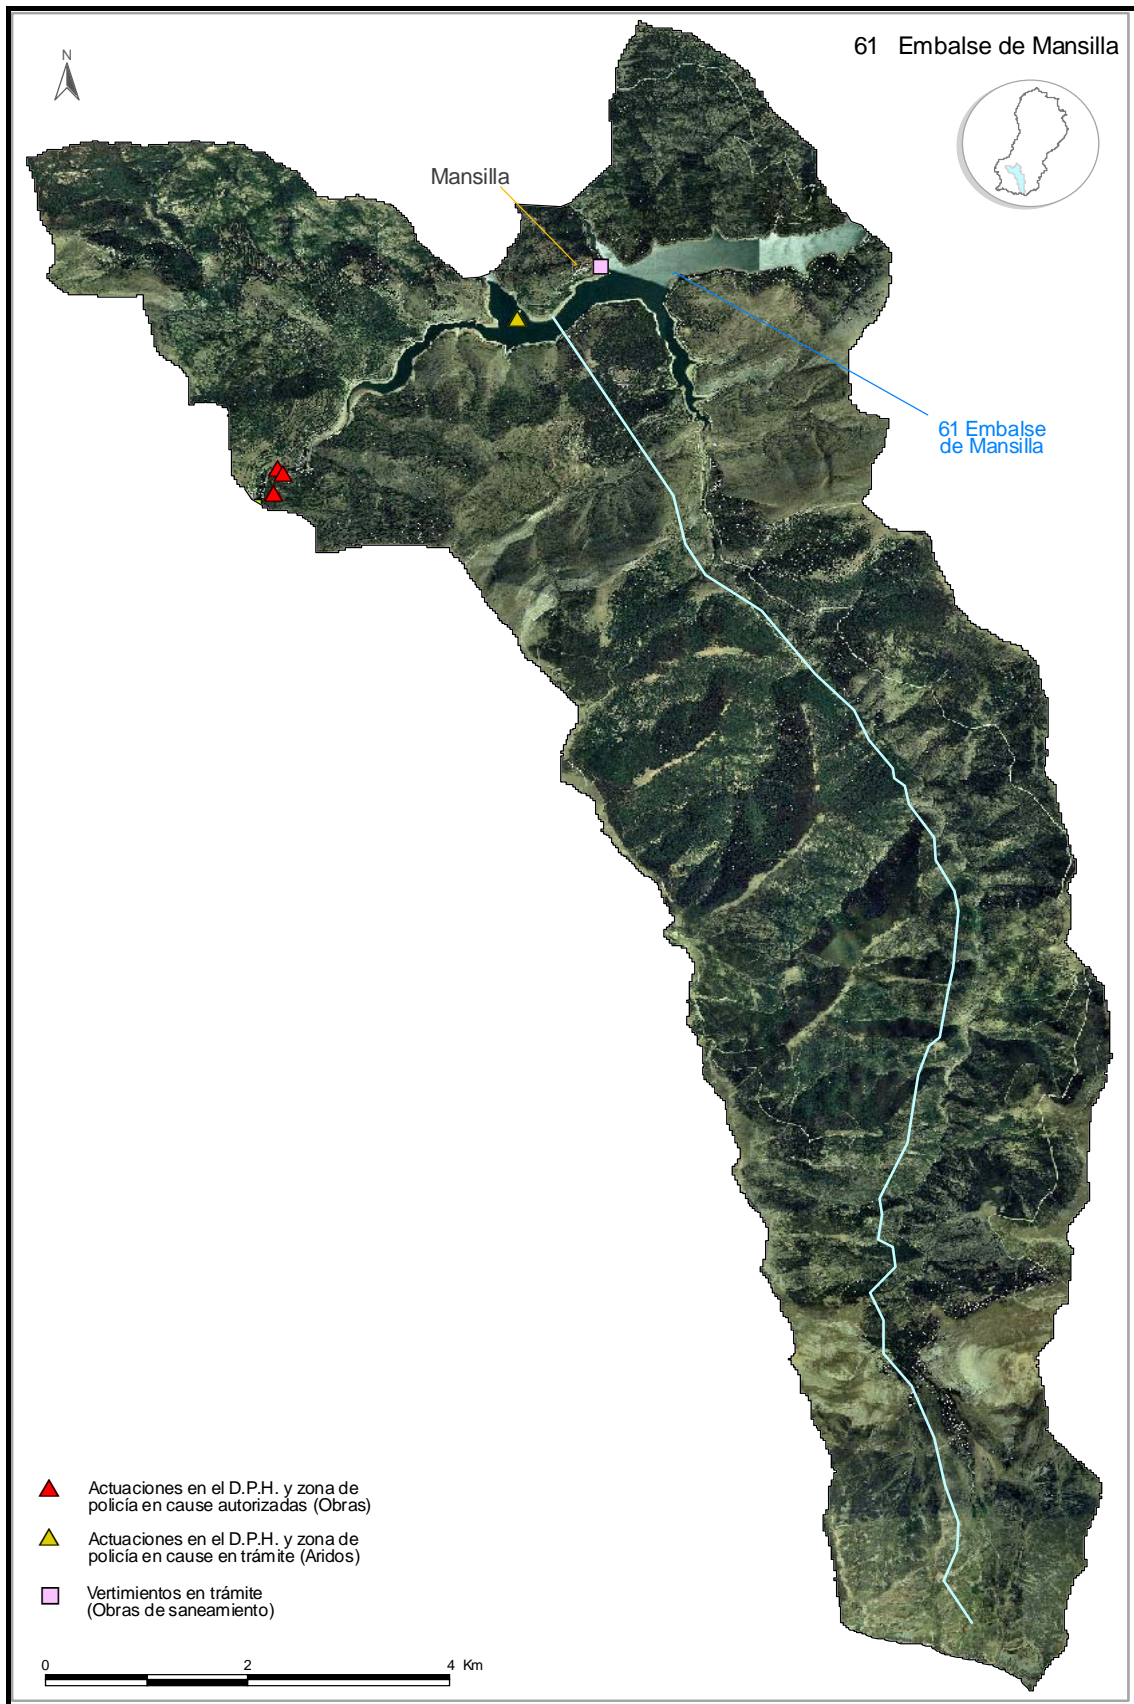 61 Embalse de Mansilla
N
Mansilla
61 Embalse
de Mansilla
Actuaciones en el D.P.H. y zona de
policía en cause autorizadas (Obras)
Actuaciones en el D.P.H. y zona de
policía en cause en trámite (Aridos)
Vertimientos en trámite
(Obras de saneamiento)
0 2 4 Km